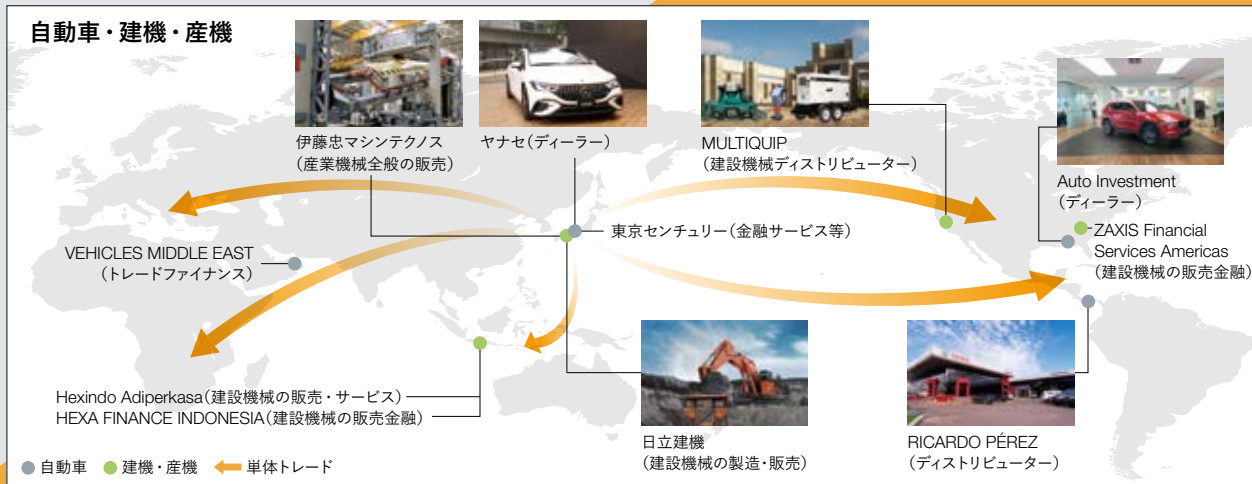 自動車・建機・産機
伊藤忠マシンテクノス
（産業機械全般の販売）
ヤナセ（ディーラー）
MULTIQUIP
（建設機械ディストリビューター）
Auto Investment
（ディーラー）
東京センチュリー（金融サービス等）
ZAXIS Financial
Services Americas
（建設機械の販売金融）
VEHICLES MIDDLE EAST
（トレードファイナンス）
Hexindo Adiperkasa（建設機械の販売・サービス）
HEXA FINANCE INDONESIA（建設機械の販売金融）
日立建機
（建設機械の製造・販売）
RICARDO PÉREZ
（ディストリビューター）
自動車 建機・産機 単体トレード